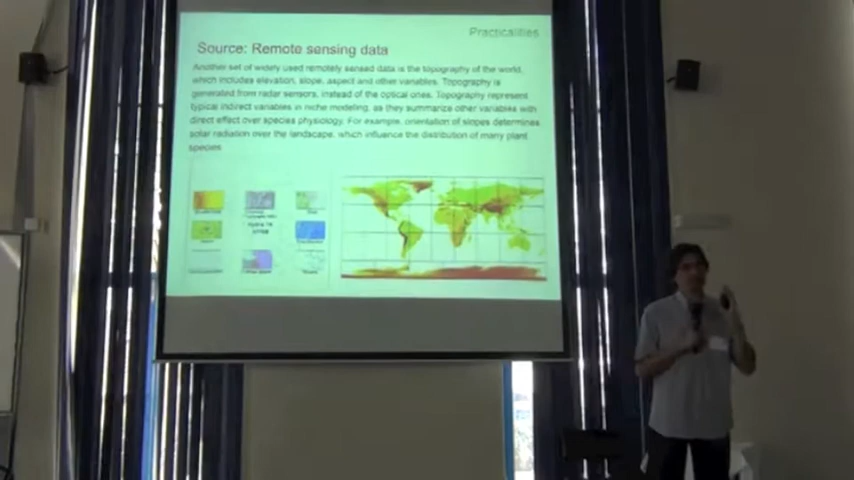 Practicalities
Source: Remote sensing data
Another set of widely used remotely sensed data is the topography of the world,
which includes elevation, slope, aspect and other variables. Topography is
generated from radar sensors, instead of the optical ones. Topography represent
typical indirect variables in niche modeling, as they summarize other variables with
direct effect over species physiology. For example, orientation of slopes determines
solar radiation over the landscape, which influence the distribution of many plant
species